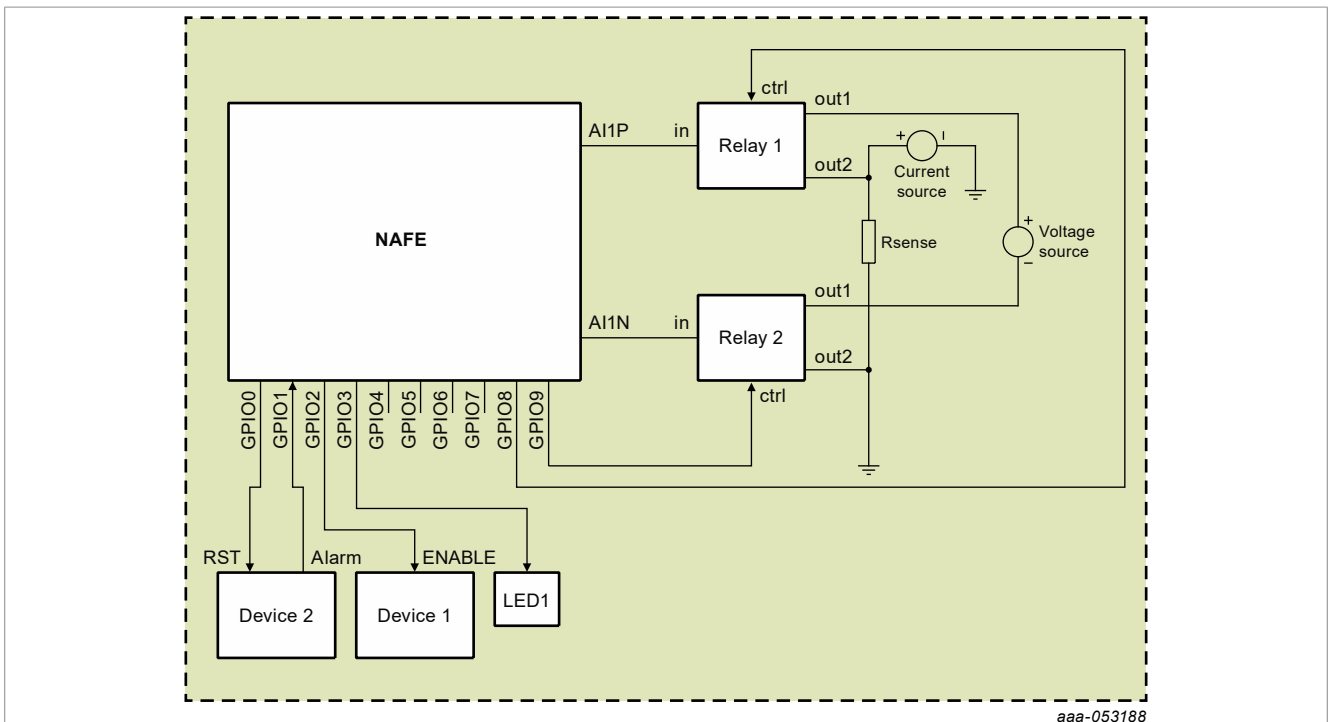 ctrl
out1
AI1P
in
Relay 1
out2
+
–
Current
source
NAFE
Rsense
+
Voltage
source
–
out1
AI1N
in
Relay 2
out2
ctrl
GPIO0
GPIO1
GPIO2
GPIO3
GPIO4
GPIO5
GPIO6
GPIO7
GPIO8
GPIO9
RST
Alarm
ENABLE
Device 2
Device 1
LED1
aaa-053188